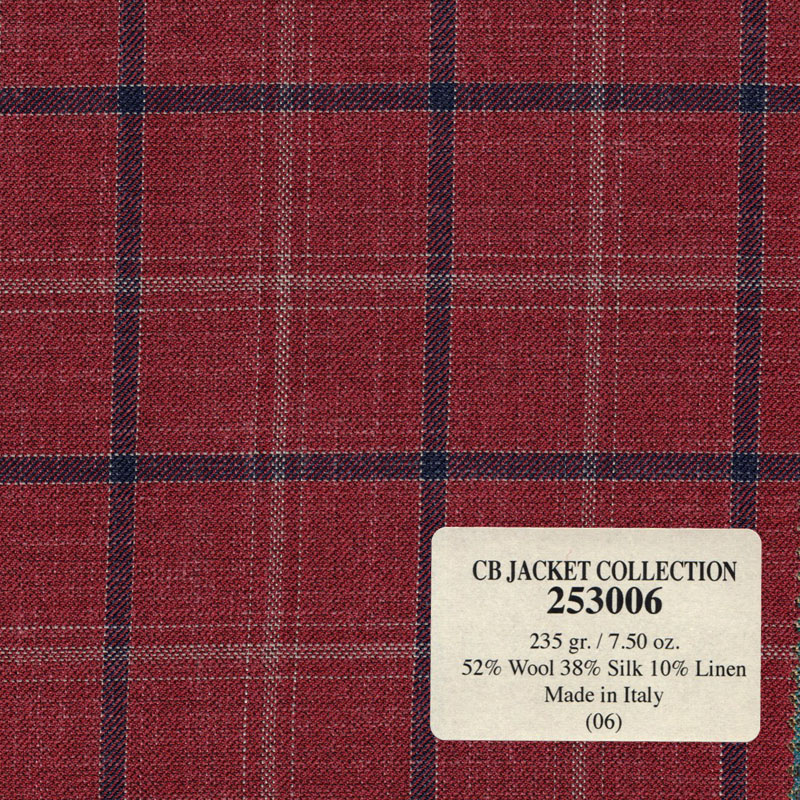 CB JACKET COLLECTION
253006
235 gr. / 7.50 oz.
52% Wool 38% Silk 10% Linen
Made in Italy
(06)